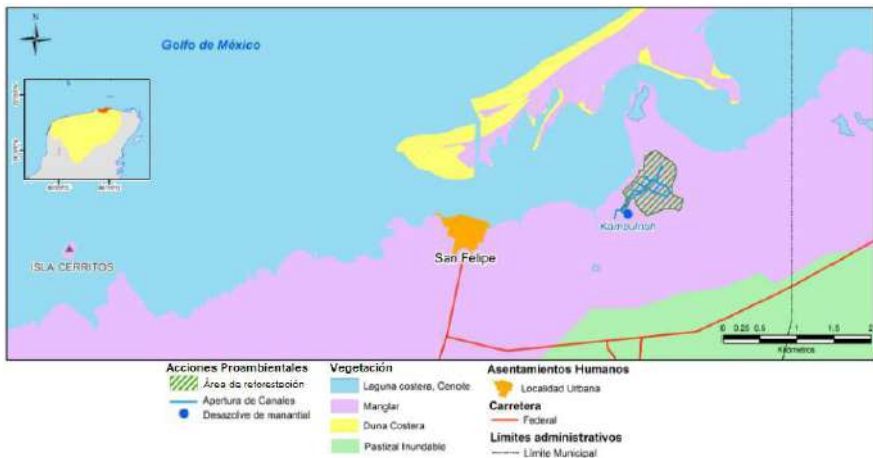 N
Golfo de México
ISLA CERRITOS
San Felipe
0 0.25 0.5 1 1.5 2
Kilómetros
Acciones Proambientales
Área de reforestación
Apertura de Canales
Desazolve de manantial
Vegetación
Laguna costera, Cenote
Manglar
Duna Costera
Pastizal Inundable
Asentamientos Humanos
Localidad Urbana
Carretera
Federal
Límites administrativos
Límite Municipal